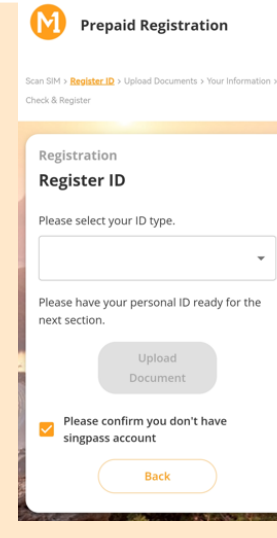 M Prepaid Registration
Scan SIM > Register ID > Upload Documents > Your Information >
Check & Register
Registration
Register ID
Please select your ID type.
Please have your personal ID ready for the
next section.
Upload
Document
Please confirm you don't have
singpass account
Back